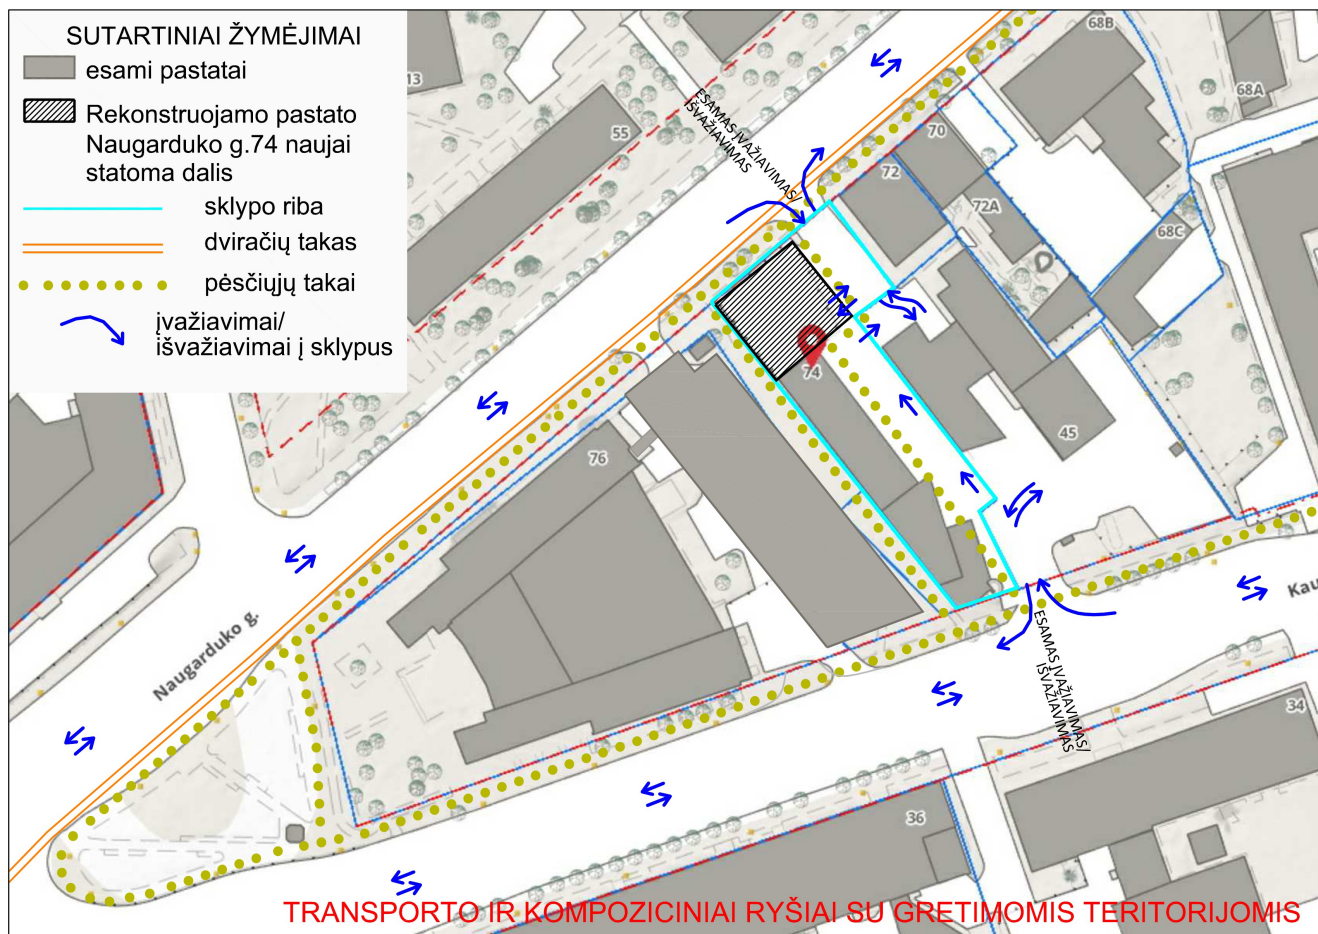 SUTARTINIAI ŽYMĖJIMAI
esami pastatai
Rekonstruojamo pastato
Naugarduko g.74 naujai
statoma dalis
sklypo riba
dviračių takas
pėsčiųjų takai
įvažiavimai/
išvažiavimai į sklypus
13
55
68B
68A
70
72
72A
68C
ESAMAS ĮVAŽIAVIMAS/
IŠVAŽIAVIMAS
74
45
76
Naugarduko g.
Kau
ESAMAS ĮVAŽIAVIMAS/
IŠVAŽIAVIMAS
34
36
TRANSPORTO IR KOMPOZICINIAI RYŠIAI SU GRETIMOMIS TERITORIJOMIS